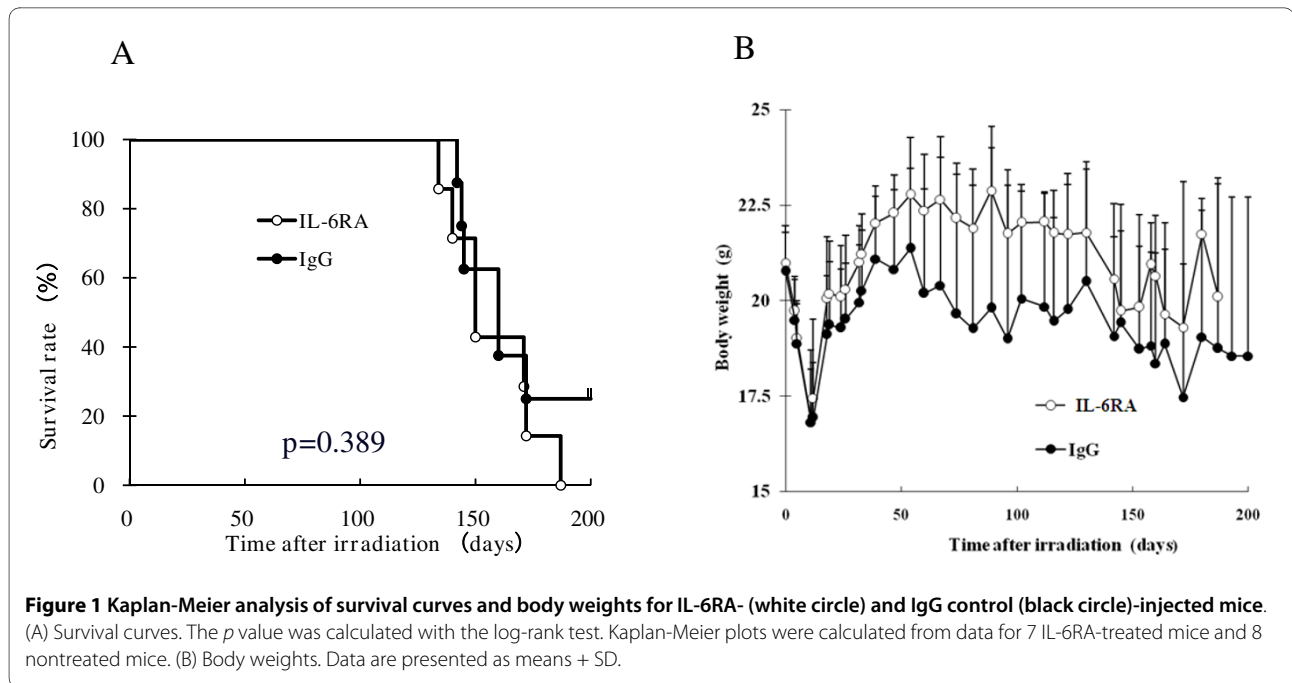 A
100
80
60
40
20
0
Survival rate (%)
IL-6RA
IgG
p=0.389
0 50 100 150 200
Time after irradiation (days)
B
25
22.5
20
17.5
15
Body weight (g)
IL-6RA
IgG
0 50 100 150 200
Time after irradiation (days)
Figure 1 Kaplan-Meier analysis of survival curves and body weights for IL-6RA- (white circle) and IgG control (black circle)-injected mice.
(A) Survival curves. The p value was calculated with the log-rank test. Kaplan-Meier plots were calculated from data for 7 IL-6RA-treated mice and 8
nontreated mice. (B) Body weights. Data are presented as means + SD.